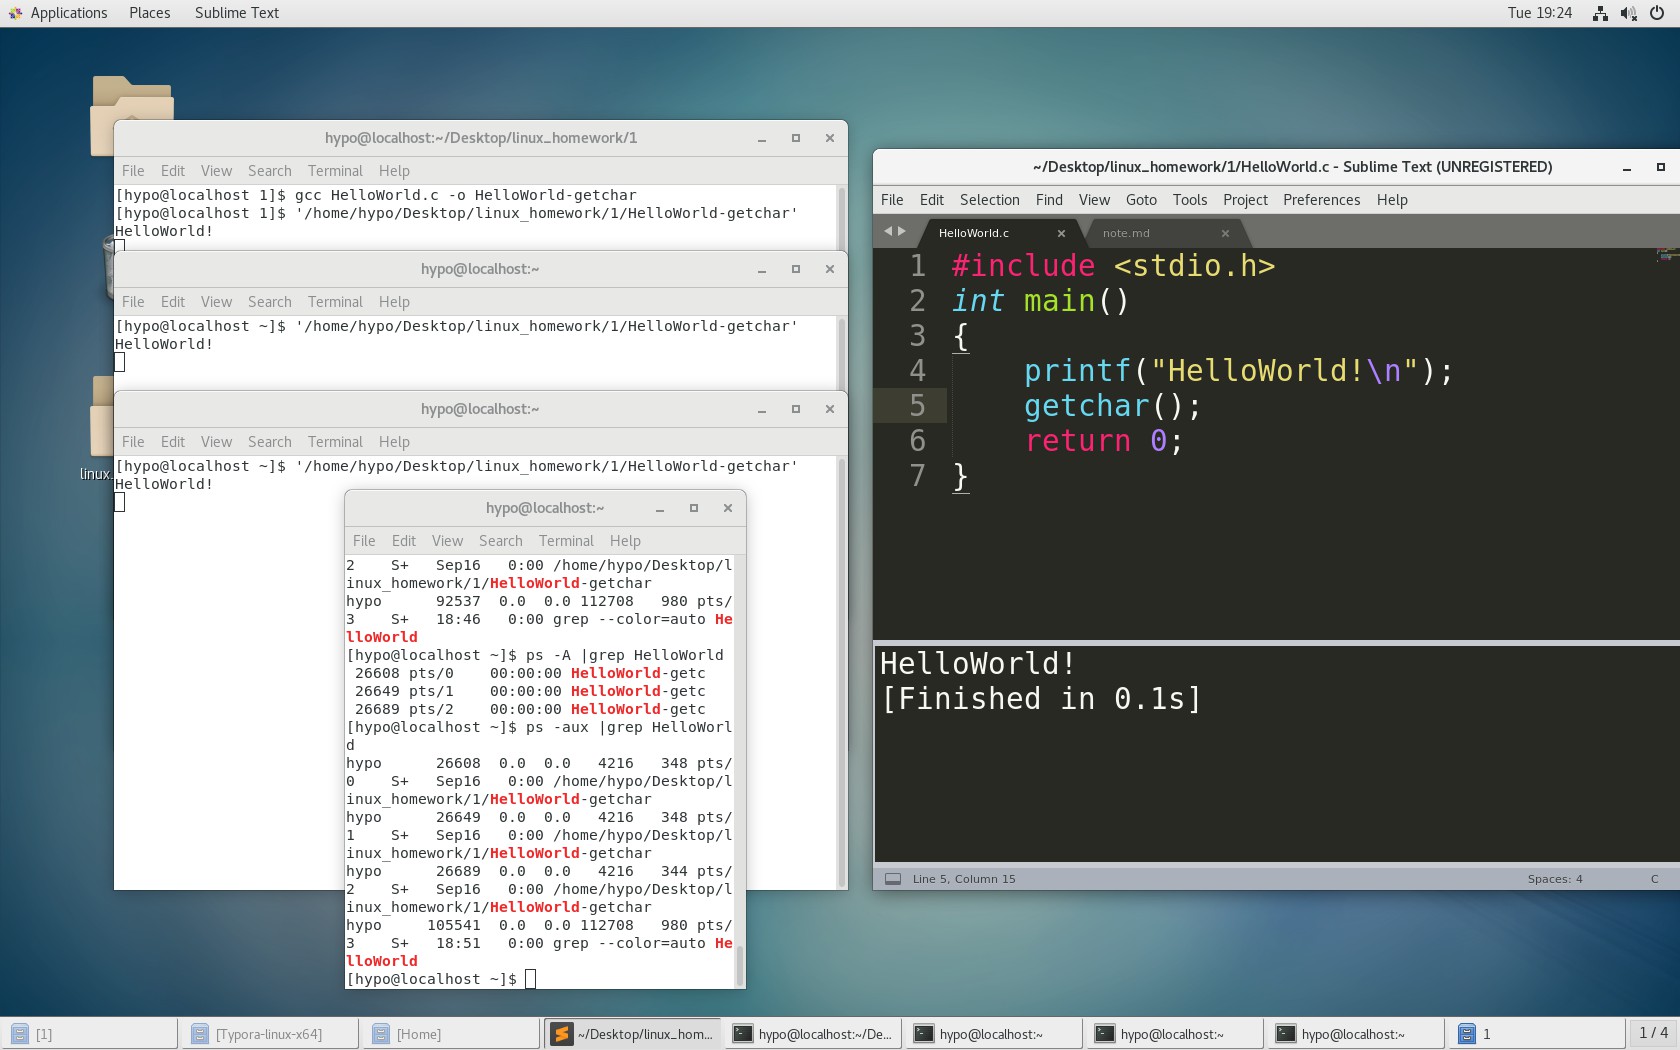 Applications Places Sublime Text Tue 19:24
hypo@localhost:~/Desktop/linux_homework/1
File Edit View Search Terminal Help
[hypo@localhost 1]$ gcc HelloWorld.c -o HelloWorld-getchar
[hypo@localhost 1]$ '/home/hypo/Desktop/linux_homework/1/HelloWorld-getchar'
HelloWorld!
hypo@localhost:~
File Edit View Search Terminal Help
[hypo@localhost ~]$ '/home/hypo/Desktop/linux_homework/1/HelloWorld-getchar'
HelloWorld!
hypo@localhost:~
File Edit View Search Terminal Help
[hypo@localhost ~]$ '/home/hypo/Desktop/linux_homework/1/HelloWorld-getchar'
HelloWorld!
linux.
hypo@localhost:~
File Edit View Search Terminal Help
2    S+   Sep16   0:00 /home/hypo/Desktop/l
inux_homework/1/HelloWorld-getchar
hypo      92537  0.0  0.0 112708   980 pts/
3    S+   18:46   0:00 grep --color=auto He
lloWorld
[hypo@localhost ~]$ ps -A |grep HelloWorld
 26608 pts/0    00:00:00 HelloWorld-getc
 26649 pts/1    00:00:00 HelloWorld-getc
 26689 pts/2    00:00:00 HelloWorld-getc
[hypo@localhost ~]$ ps -aux |grep HelloWorl
d
hypo      26608  0.0  0.0   4216   348 pts/
0    S+   Sep16   0:00 /home/hypo/Desktop/l
inux_homework/1/HelloWorld-getchar
hypo      26649  0.0  0.0   4216   348 pts/
1    S+   Sep16   0:00 /home/hypo/Desktop/l
inux_homework/1/HelloWorld-getchar
hypo      26689  0.0  0.0   4216   344 pts/
2    S+   Sep16   0:00 /home/hypo/Desktop/l
inux_homework/1/HelloWorld-getchar
hypo     105541  0.0  0.0 112708   980 pts/
3    S+   18:51   0:00 grep --color=auto He
lloWorld
[hypo@localhost ~]$
~/Desktop/linux_homework/1/HelloWorld.c - Sublime Text (UNREGISTERED)
File Edit Selection Find View Goto Tools Project Preferences Help
HelloWorld.c note.md
1 #include <stdio.h>
2 int main()
3 {
4     printf("HelloWorld!\n");
5     getchar();
6     return 0;
7 }
HelloWorld!
[Finished in 0.1s]
Line 5, Column 15 Spaces: 4 C
[1] [Typora-linux-x64] [Home] ~/Desktop/linux_hom... hypo@localhost:~/De... hypo@localhost:~ hypo@localhost:~ hypo@localhost:~ 1 1 / 4